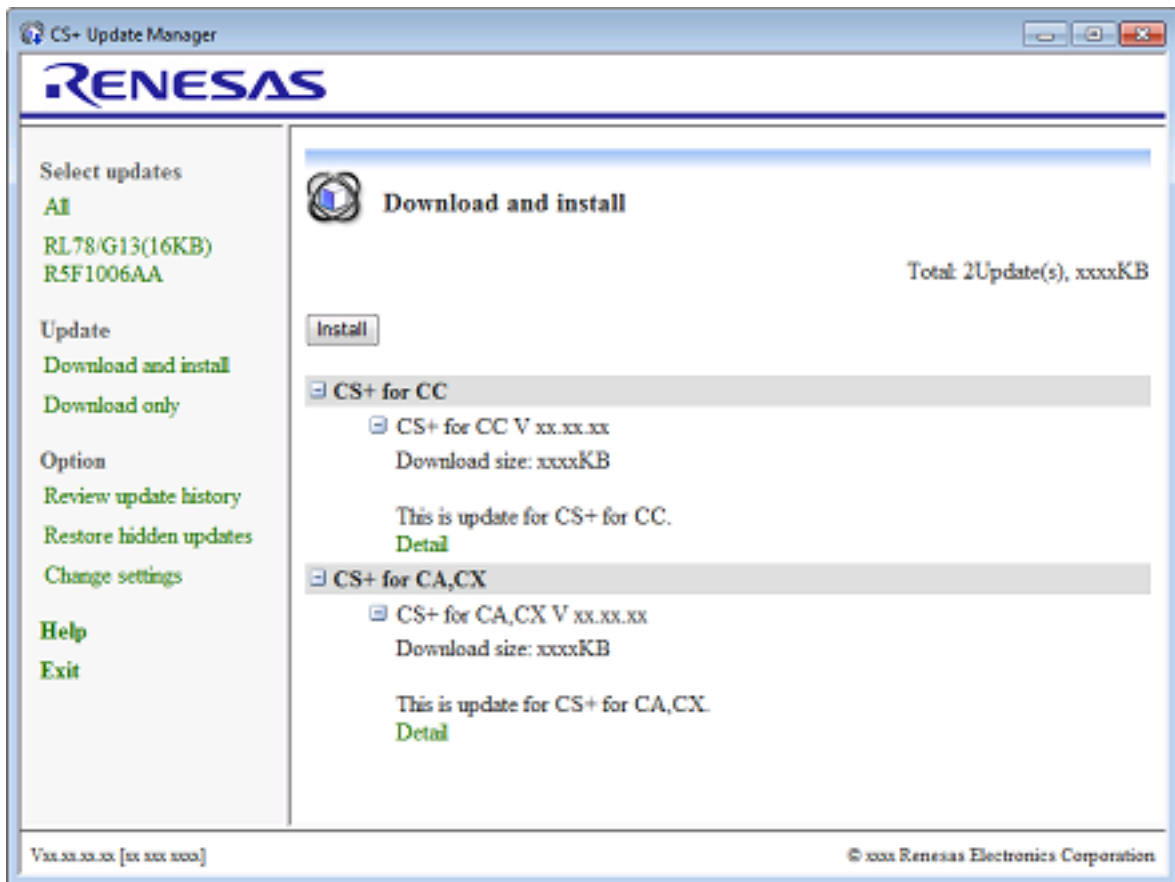 CS+ Update Manager
RENESAS
Select updates
All
RL78/G13(16KB)
R5F1006AA
Update
Download and install
Download only
Option
Review update history
Restore hidden updates
Change settings
Help
Exit
Download and install
Total: 2Update(s), xxxxKB
Install
CS+ for CC
CS+ for CC V xx.xx.xx
Download size: xxxxKB
This is update for CS+ for CC.
Detail
CS+ for CA,CX
CS+ for CA,CX V xx.xx.xx
Download size: xxxxKB
This is update for CS+ for CA,CX.
Detail
Vxx.xx.xx.xx [xx xxx xxxx]
© xxxx Renesas Electronics Corporation